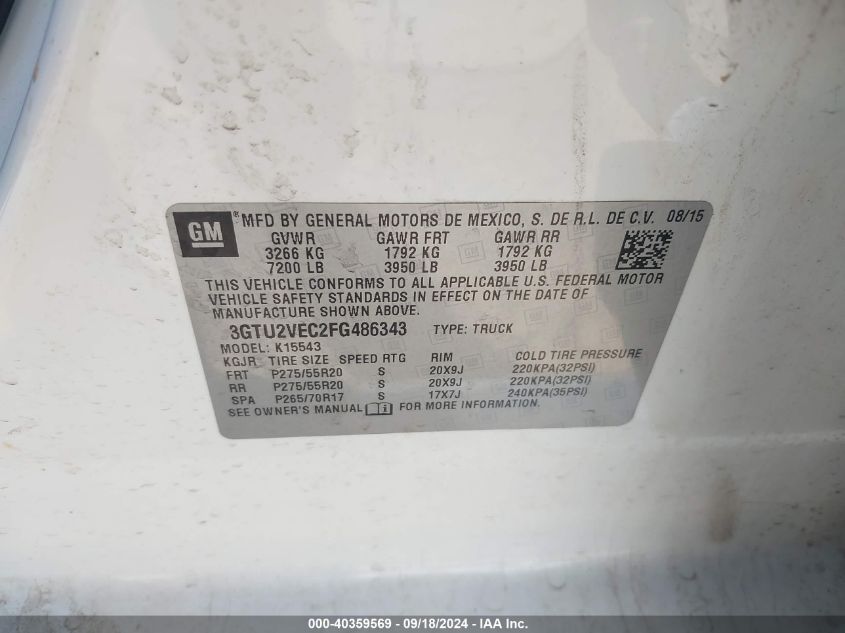 GM ® MFD BY GENERAL MOTORS DE MEXICO, S. DE R.L. DE C.V. 08/15
GVWR GAWR FRT GAWR RR
3266 KG 1792 KG 1792 KG
7200 LB 3950 LB 3950 LB
THIS VEHICLE CONFORMS TO ALL APPLICABLE U.S. FEDERAL MOTOR
VEHICLE SAFETY STANDARDS IN EFFECT ON THE DATE OF
MANUFACTURE SHOWN ABOVE.
3GTU2VEC2FG486343 TYPE: TRUCK
MODEL: K15543
KGJR TIRE SIZE SPEED RTG RIM COLD TIRE PRESSURE
FRT P275/55R20 S 20X9J 220KPA(32PSI)
RR P275/55R20 S 20X9J 220KPA(32PSI)
SPA P265/70R17 S 17X7J 240KPA(35PSI)
SEE OWNER'S MANUAL FOR MORE INFORMATION.
000-40359569 - 09/18/2024 - IAAI.com